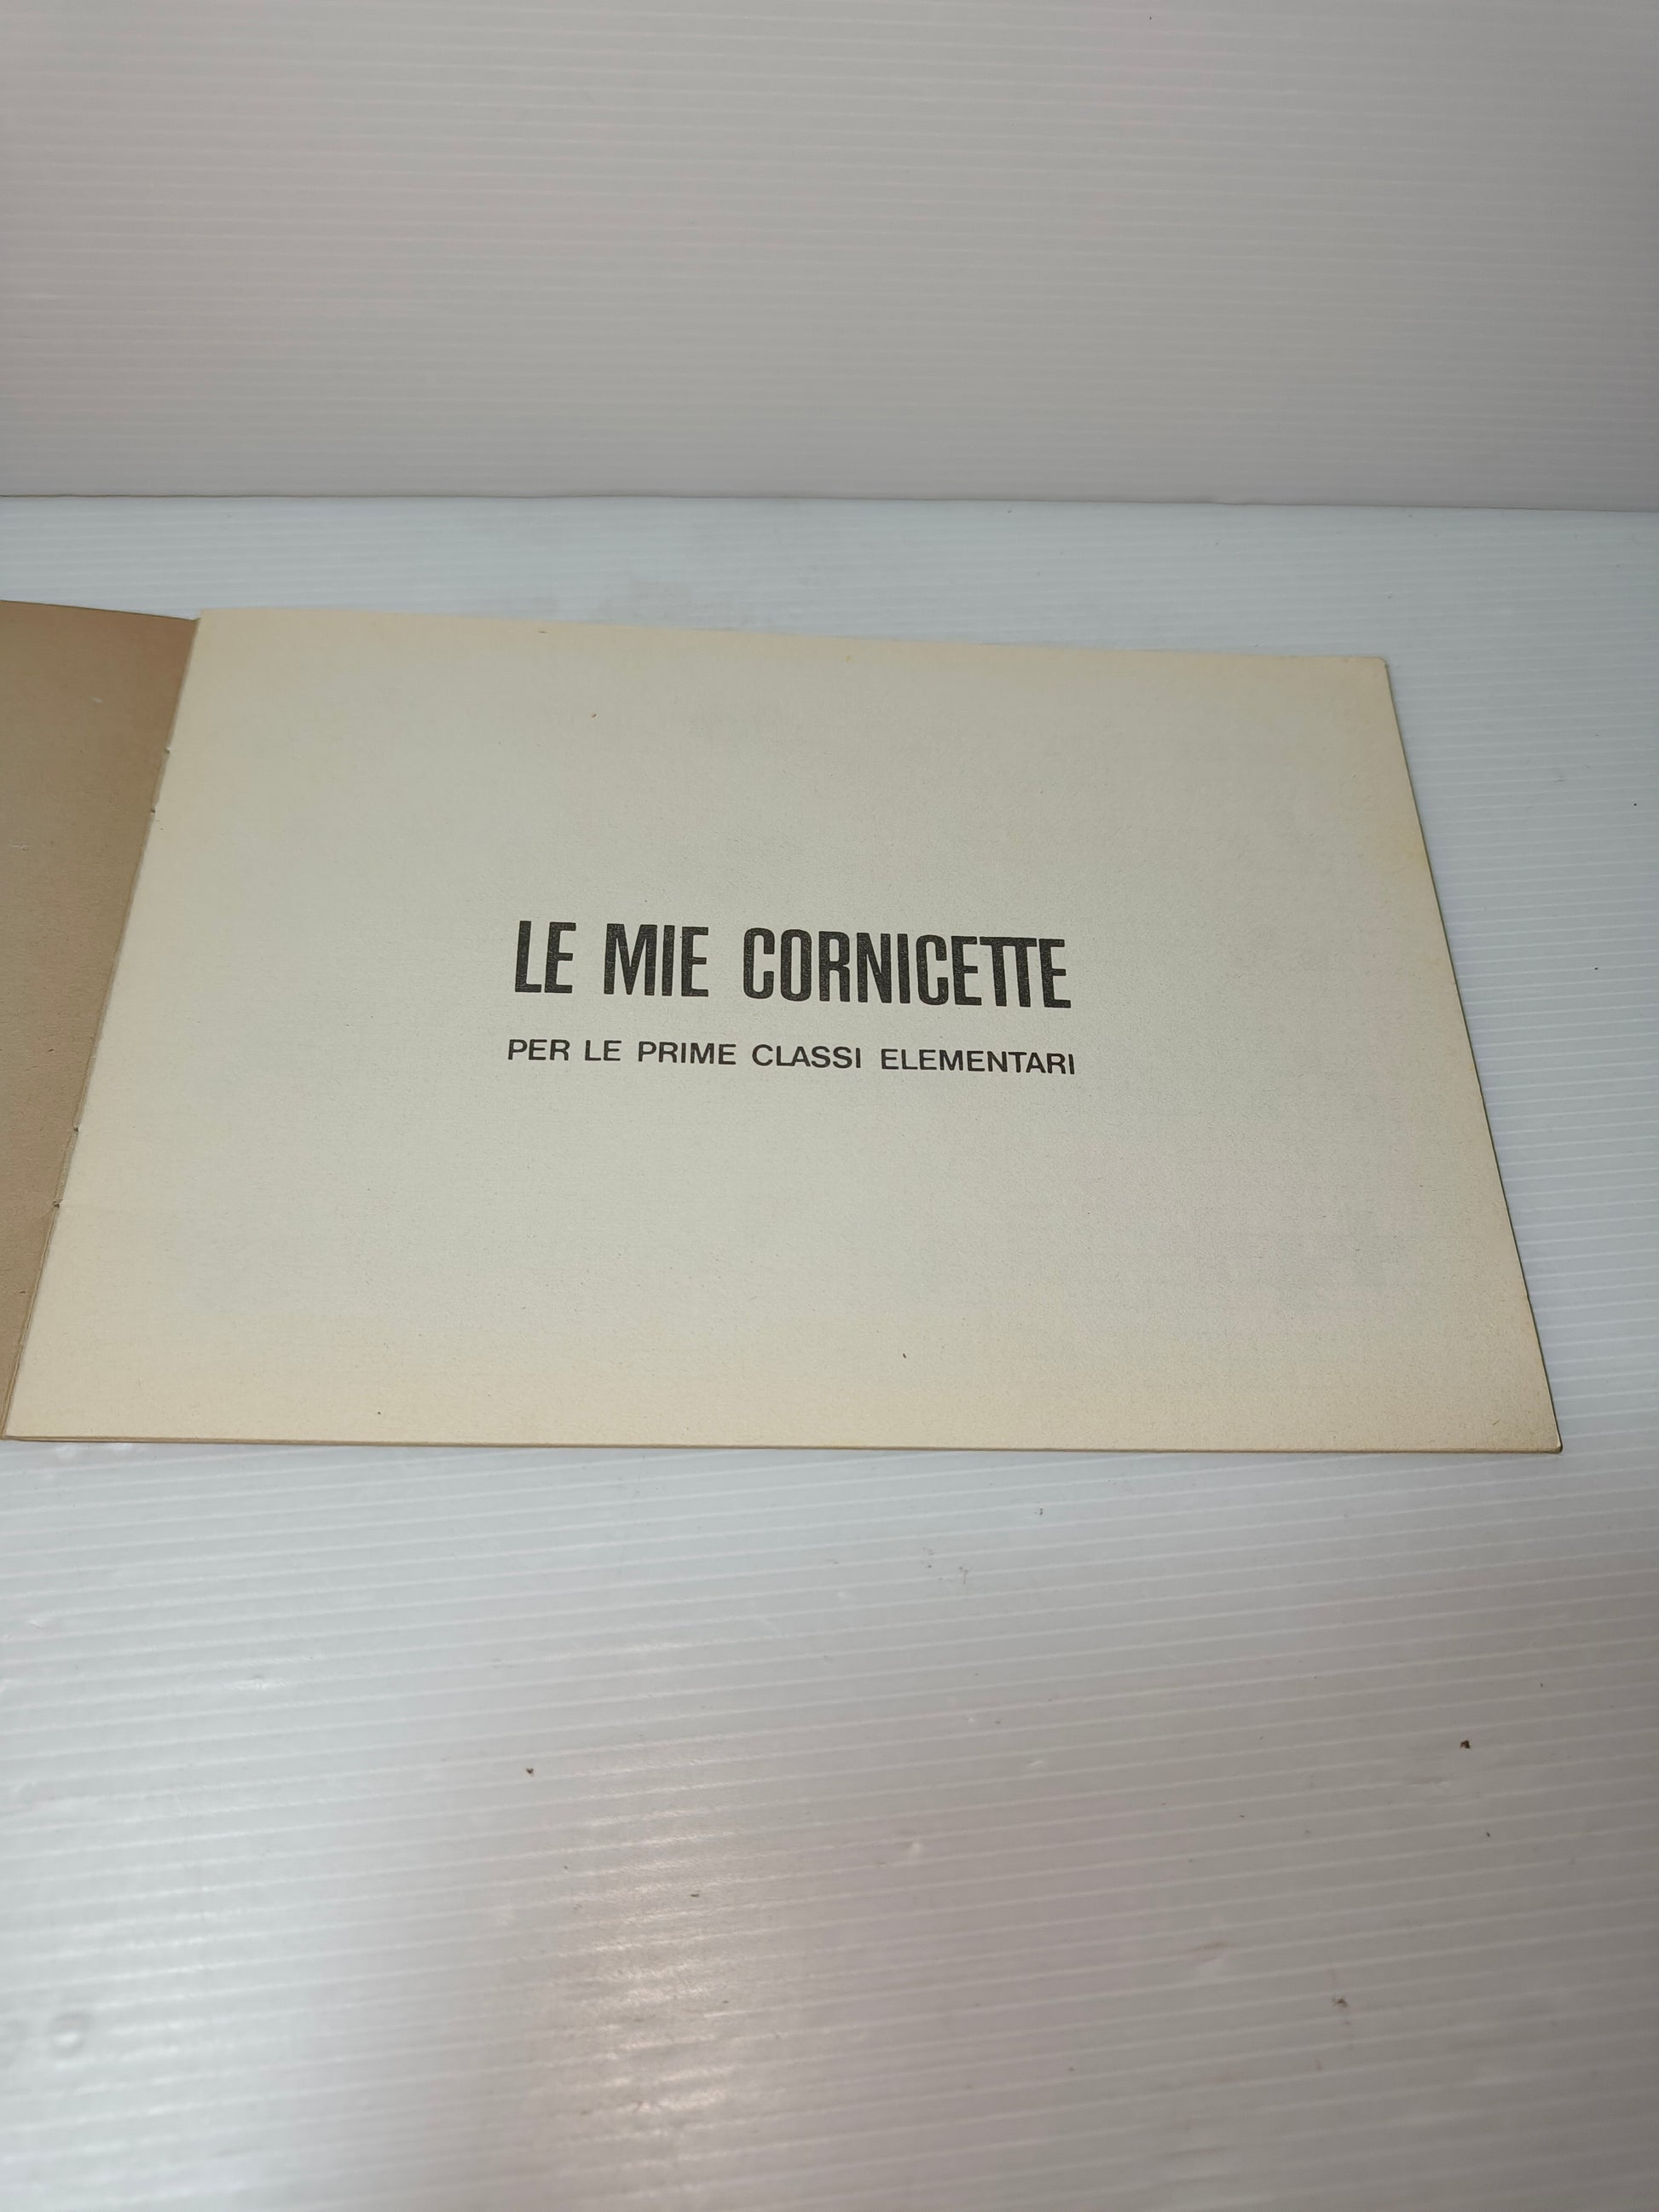 LE MIE CORNICETTE
PER LE PRIME CLASSI ELEMENTARI